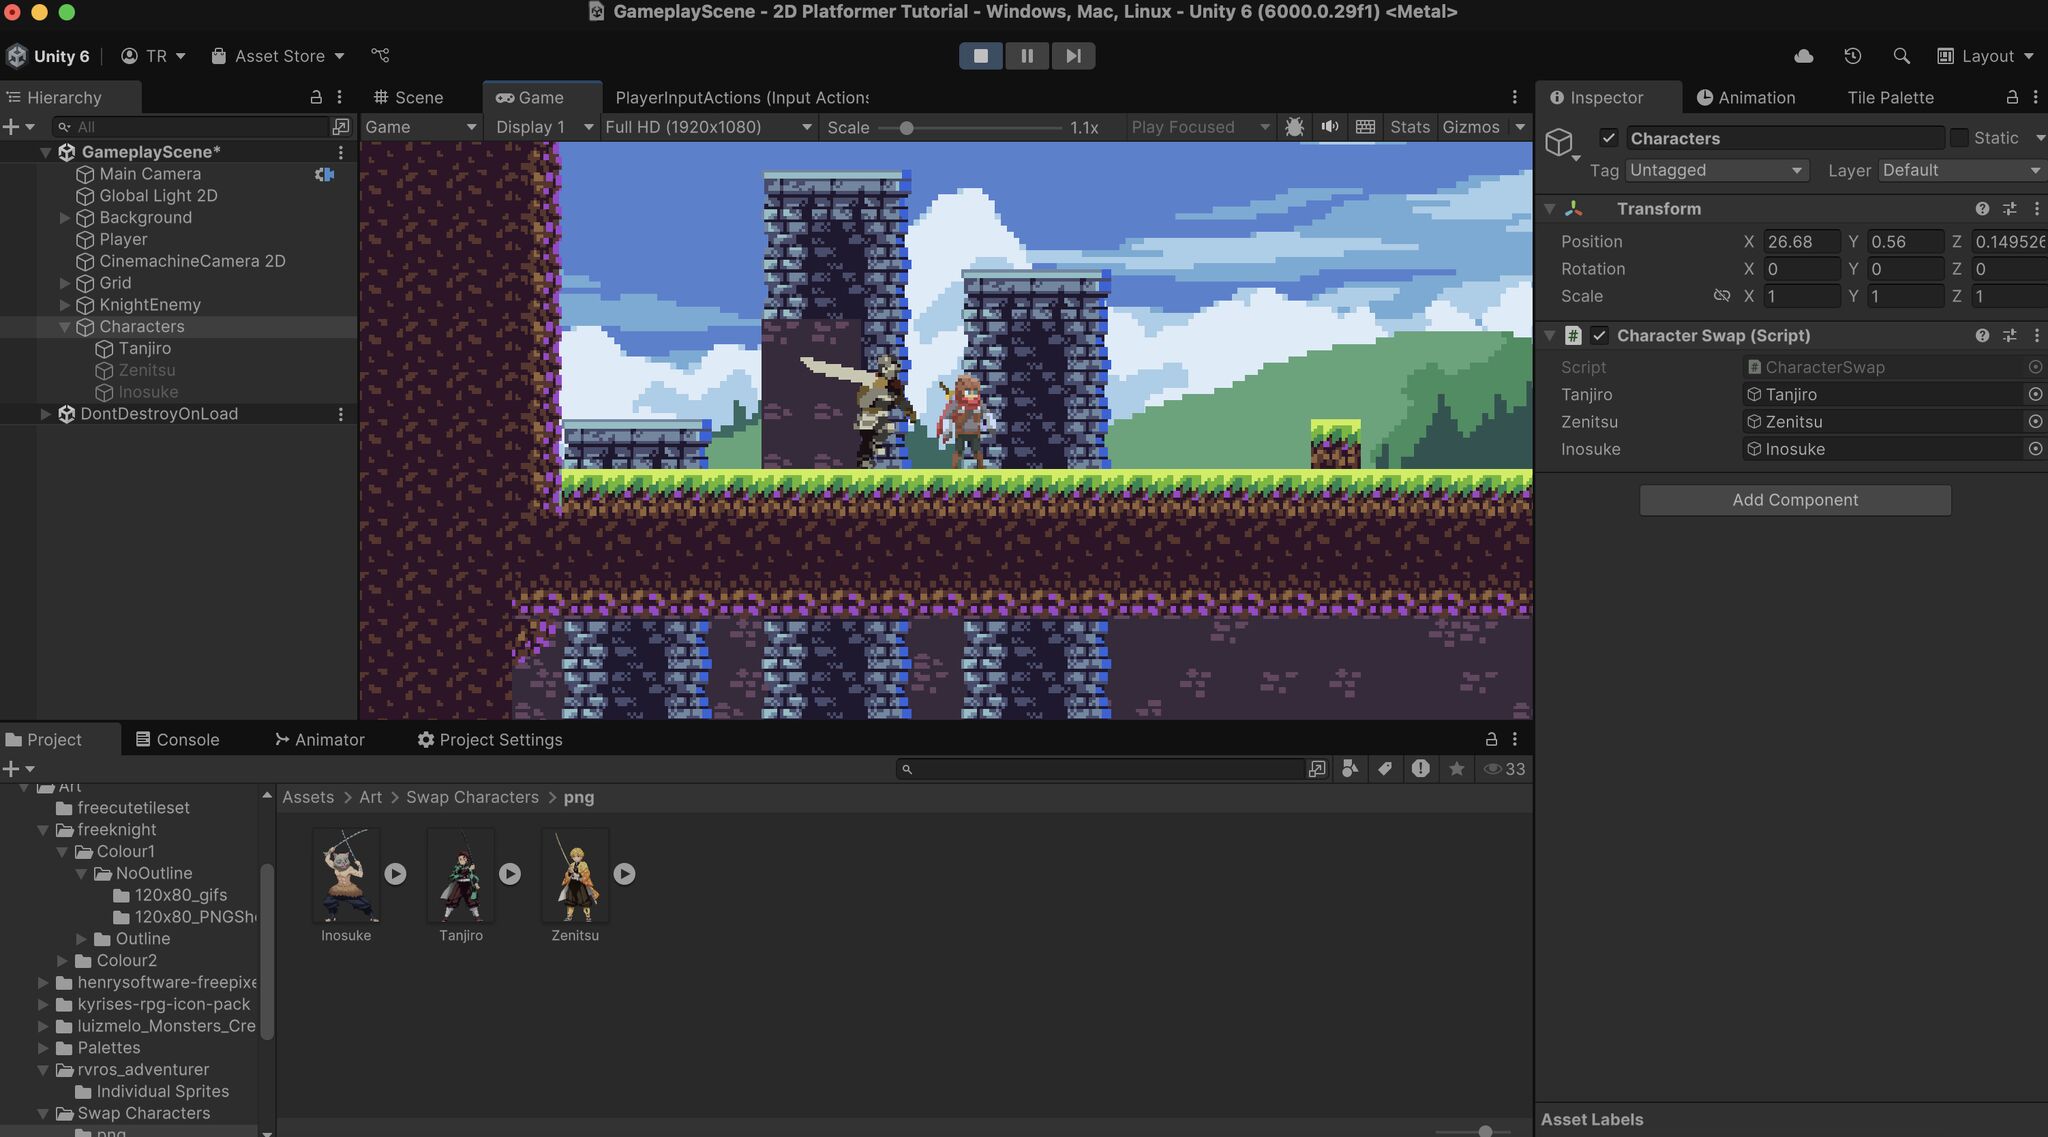 GameplayScene - 2D Platformer Tutorial - Windows, Mac, Linux - Unity 6 (6000.0.29f1) <Metal>
Unity 6
TR
Asset Store
Layout
Hierarchy
Scene
Game
PlayerInputActions (Input Actions
Inspector
Animation
Tile Palette
All
Game
Display 1
Full HD (1920x1080)
Scale
1.1x
Play Focused
Stats
Gizmos
GameplayScene*
Main Camera
Global Light 2D
Background
Player
CinemachineCamera 2D
Grid
KnightEnemy
Characters
Tanjiro
Zenitsu
Inosuke
DontDestroyOnLoad
Characters
Static
Tag Untagged
Layer Default
Transform
Position X 26.68 Y 0.56 Z 0.149526
Rotation X 0 Y 0 Z 0
Scale X 1 Y 1 Z 1
# Character Swap (Script)
Script # CharacterSwap
Tanjiro Tanjiro
Zenitsu Zenitsu
Inosuke Inosuke
Add Component
Project
Console
Animator
Project Settings
33
Art
freecutetileset
freeknight
Colour1
NoOutline
120x80_gifs
120x80_PNGShe
Outline
Colour2
henrysoftware-freepixe
kyrises-rpg-icon-pack
luizmelo_Monsters_Cre
Palettes
rvros_adventurer
Individual Sprites
Swap Characters
png
Assets > Art > Swap Characters > png
Inosuke
Tanjiro
Zenitsu
Asset Labels